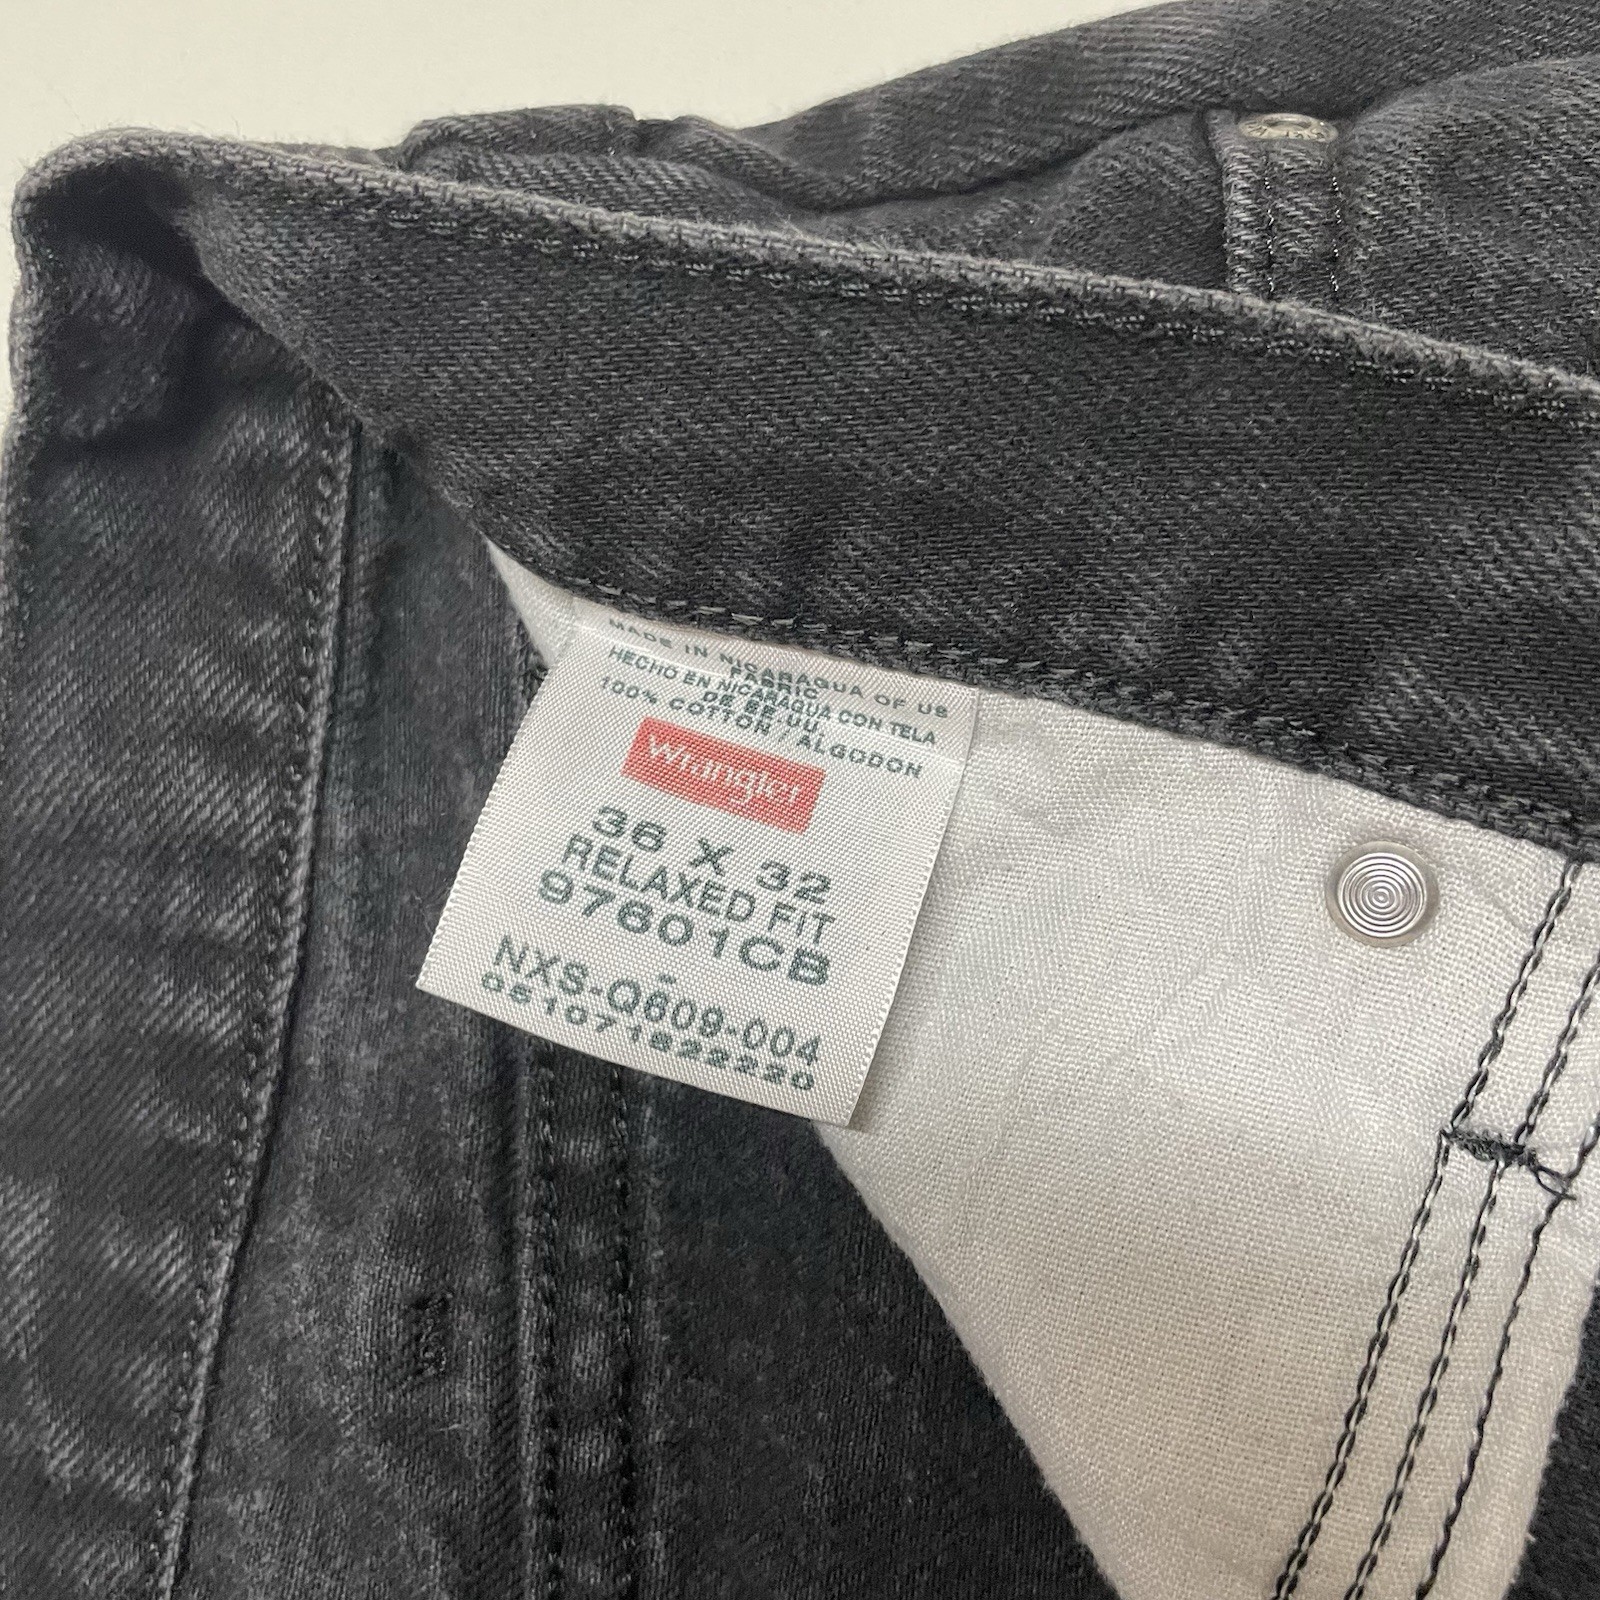 MADE IN NICARAGUA OF US
FABRIC
HECHO EN NICARAGUA CON TELA
DE EE.UU.
100% COTTON / ALGODON
Wrangler
36 X 32
RELAXED FIT
97601CB
-
NXS-Q609-004
05107182220